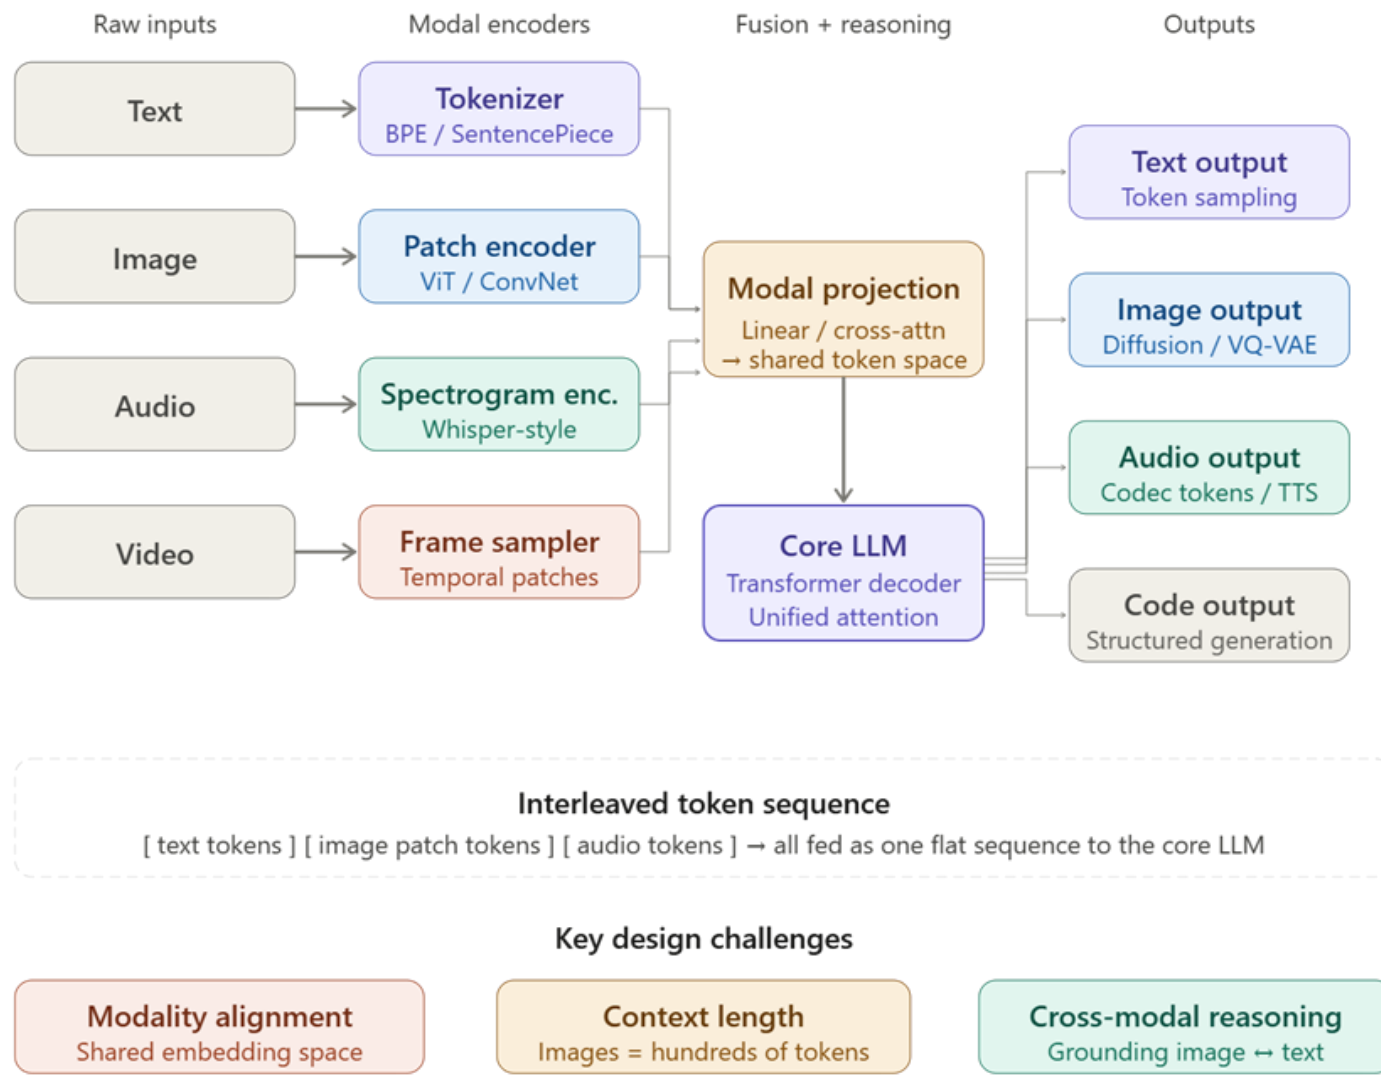 Raw inputs
Modal encoders
Fusion + reasoning
Outputs
Text
Tokenizer
BPE / SentencePiece
Text output
Token sampling
Image
Patch encoder
ViT / ConvNet
Modal projection
Linear / cross-attn
→ shared token space
Image output
Diffusion / VQ-VAE
Audio
Spectrogram enc.
Whisper-style
Audio output
Codec tokens / TTS
Video
Frame sampler
Temporal patches
Core LLM
Transformer decoder
Unified attention
Code output
Structured generation
Interleaved token sequence
[ text tokens ] [ image patch tokens ] [ audio tokens ] → all fed as one flat sequence to the core LLM
Key design challenges
Modality alignment
Shared embedding space
Context length
Images = hundreds of tokens
Cross-modal reasoning
Grounding image ↔ text